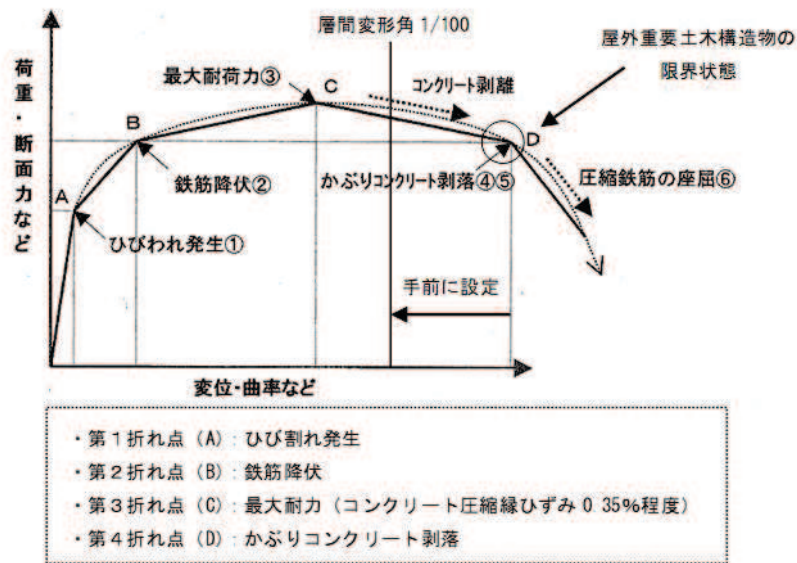 層間変形角 1/100
屋外重要土木構造物の
限界状態
荷重・断面力など
最大耐荷力③
C
コンクリート剥離
B
D
鉄筋降伏②
かぶりコンクリート剥落④⑤
圧縮鉄筋の座屈⑥
A
ひびわれ発生①
手前に設定
変位・曲率など
・第1折れ点 (A) : ひび割れ発生
・第2折れ点 (B) : 鉄筋降伏
・第3折れ点 (C) : 最大耐力 (コンクリート圧縮縁ひずみ 0 35%程度)
・第4折れ点 (D) : かぶりコンクリート剥落